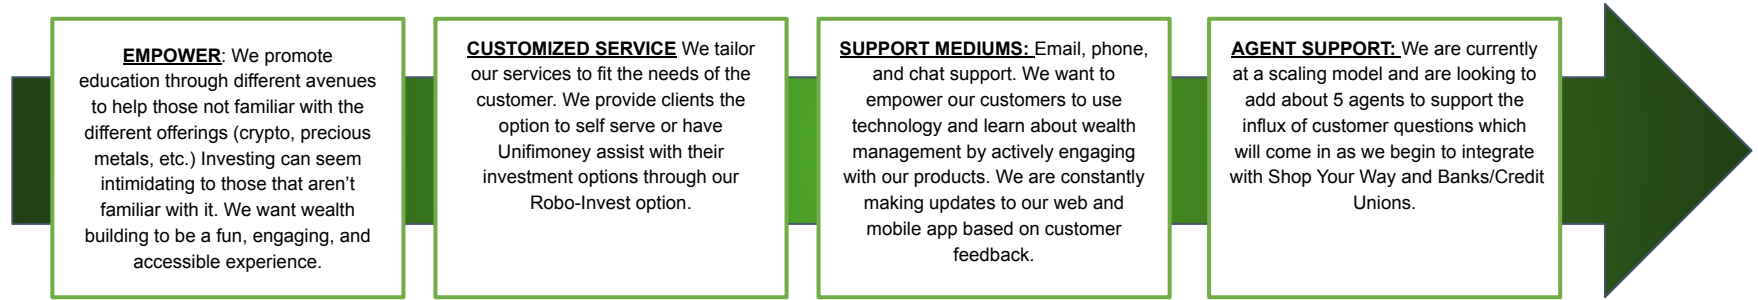 EMPOWER: We promote
education through different avenues
to help those not familiar with the
different offerings (crypto, precious
metals, etc.) Investing can seem
intimidating to those that aren’t
familiar with it. We want wealth
building to be a fun, engaging, and
accessible experience.
CUSTOMIZED SERVICE We tailor
our services to fit the needs of the
customer. We provide clients the
option to self serve or have
Unifimoney assist with their
investment options through our
Robo-Invest option.
SUPPORT MEDIUMS: Email, phone,
and chat support. We want to
empower our customers to use
technology and learn about wealth
management by actively engaging
with our products. We are constantly
making updates to our web and
mobile app based on customer
feedback.
AGENT SUPPORT: We are currently
at a scaling model and are looking to
add about 5 agents to support the
influx of customer questions which
will come in as we begin to integrate
with Shop Your Way and Banks/Credit
Unions.